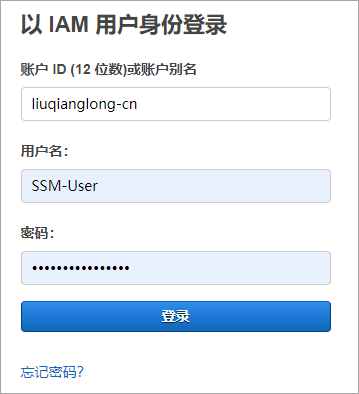 以 IAM 用户身份登录
账户 ID (12 位数)或账户别名
liuqianglong-cn
用户名：
SSM-User
密码：
••••••••••••••••
登录
忘记密码?